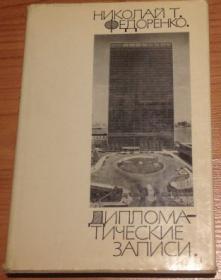 НИКОЛАЙ Т.
ФЕДОРЕНКО.
ДИПЛОМА-
ТИЧЕСКИЕ
ЗАПИСИ